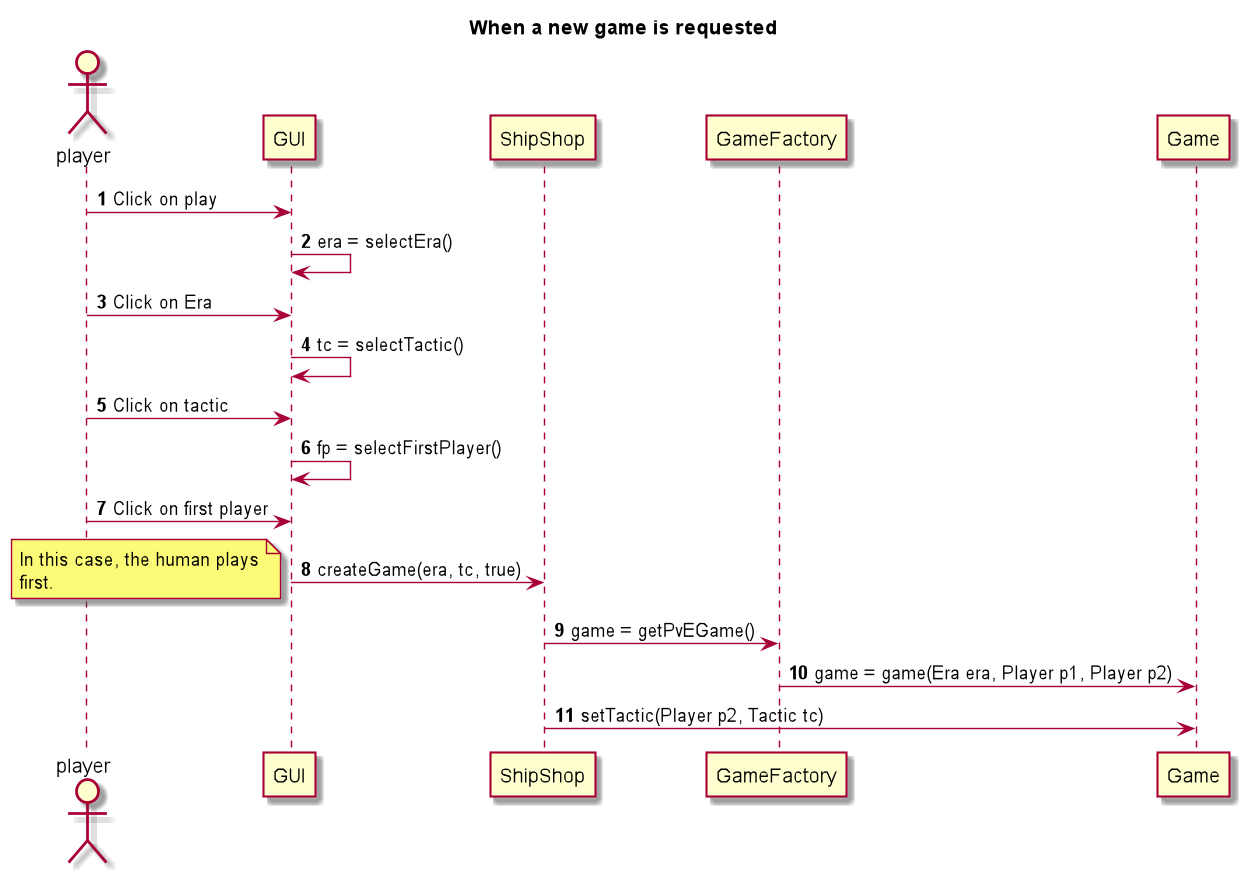 When a new game is requested
player
GUI
ShipShop
GameFactory
Game
1 Click on play
2 era = selectEra()
3 Click on Era
4 tc = selectTactic()
5 Click on tactic
6 fp = selectFirstPlayer()
7 Click on first player
In this case, the human plays
first.
8 createGame(era, tc, true)
9 game = getPvEGame()
10 game = game(Era era, Player p1, Player p2)
11 setTactic(Player p2, Tactic tc)
player
GUI
ShipShop
GameFactory
Game